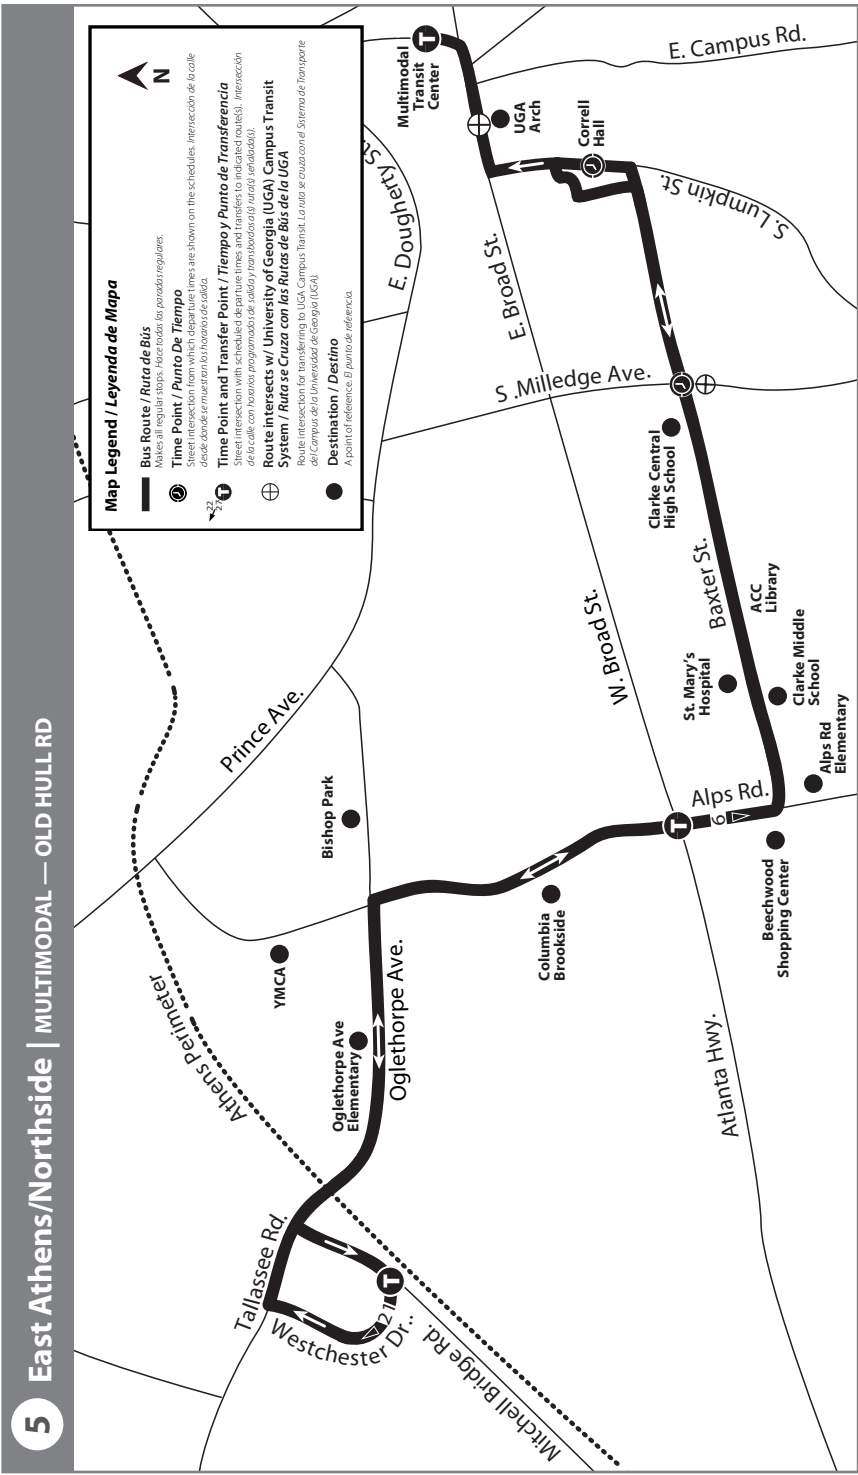 5 East Athens/Northside | MULTIMODAL — OLD HULL RD
Map Legend / Leyenda de Mapa
N
Bus Route / Ruta de Bús
Makes all regular stops. Hace todas las paradas regulares.
Time Point / Punto De Tiempo
Street intersection from which departure times are shown on the schedules. Intersección de la calle
desde donde se muestran los horarios de salida.
22
27
Time Point and Transfer Point / Tiempo y Punto de Transferencia
Street intersection with scheduled departure times and transfers to indicated route(s). Intersección
de la calle con horarios programados de salida y transbordos a(s) ruta(s) señalada(s).
Route intersects w/ University of Georgia (UGA) Campus Transit
System / Ruta se Cruza con las Rutas de Bús de la UGA
Route intersection for transferring to UGA Campus Transit. La ruta se cruza con el Sistema de Transporte
del Campus de la Universidad de Georgia (UGA).
Destination / Destino
A point of reference. El punto de referencia.
Multimodal
Transit
Center
T
E. Campus Rd.
UGA
Arch
Correll
Hall
S. Lumpkin St.
E. Dougherty St.
E. Broad St.
S .Milledge Ave.
Clarke Central
High School
Baxter St.
ACC
Library
W. Broad St.
St. Mary's
Hospital
Clarke Middle
School
Alps Rd
Elementary
Alps Rd.
T
6
Beechwood
Shopping Center
Prince Ave.
Bishop Park
YMCA
Columbia
Brookside
Oglethorpe Ave.
Oglethorpe Ave
Elementary
Athens Perimeter
Atlanta Hwy.
Tallassee Rd.
T
21
Westchester Dr..
Mitchell Bridge Rd.